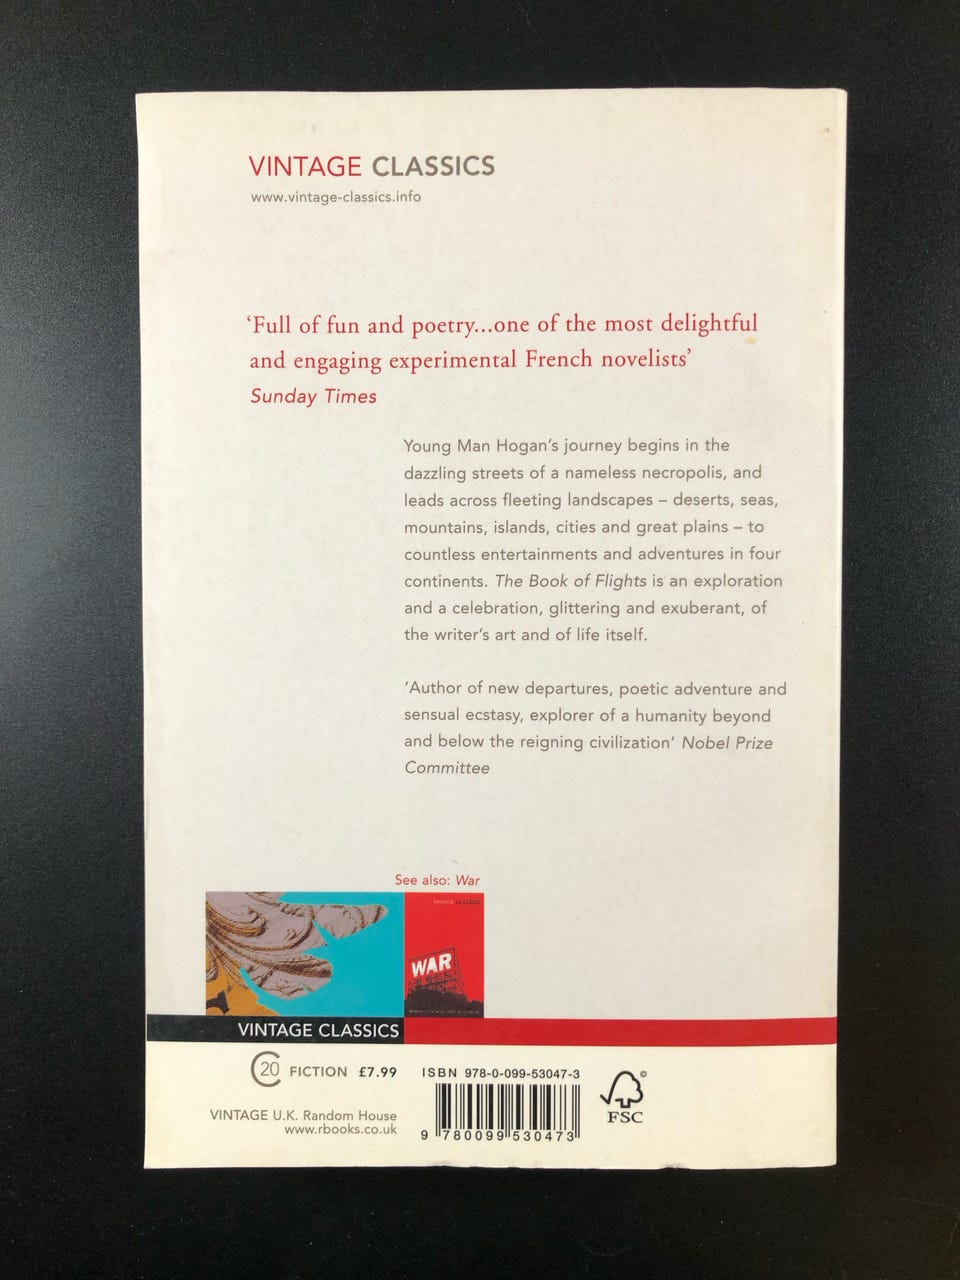 VINTAGE CLASSICS
www.vintage-classics.info
‘Full of fun and poetry...one of the most delightful
and engaging experimental French novelists’
Sunday Times
Young Man Hogan's journey begins in the
dazzling streets of a nameless necropolis, and
leads across fleeting landscapes – deserts, seas,
mountains, islands, cities and great plains – to
countless entertainments and adventures in four
continents. The Book of Flights is an exploration
and a celebration, glittering and exuberant, of
the writer's art and of life itself.
'Author of new departures, poetic adventure and
sensual ecstasy, explorer of a humanity beyond
and below the reigning civilization' Nobel Prize
Committee
See also: War
VINTAGE LE CLÉZIO
WAR
VINTAGE CLASSICS
C20 FICTION £7.99
ISBN 978-0-099-53047-3
VINTAGE U.K. Random House
www.rbooks.co.uk
9 780099 530473
©
FSC